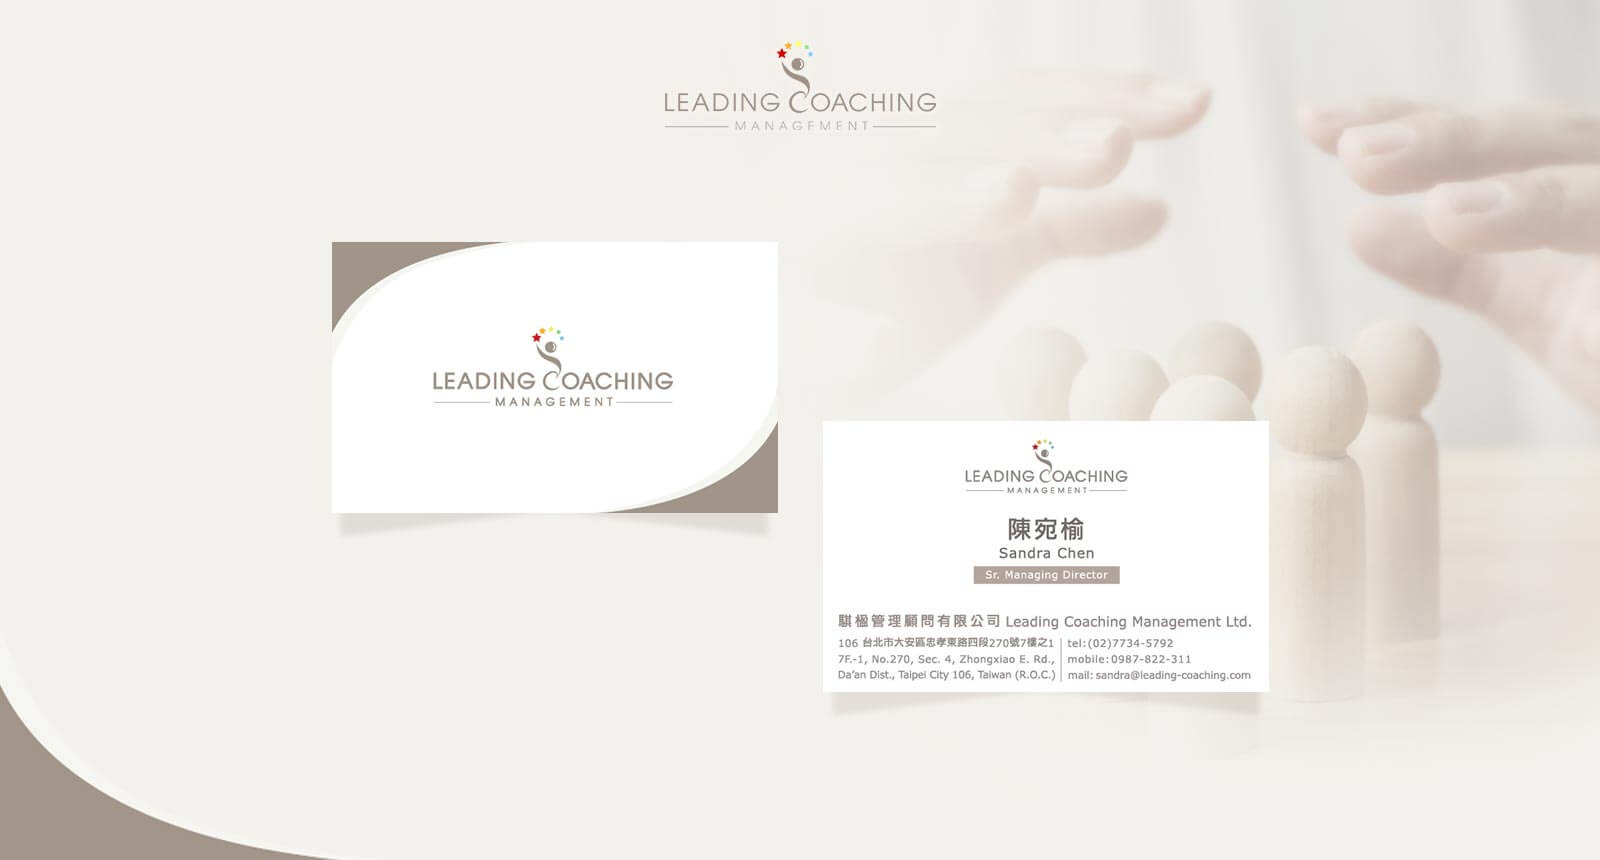 LEADING COACHING
MANAGEMENT
LEADING COACHING
MANAGEMENT
LEADING COACHING
MANAGEMENT
陳宛榆
Sandra Chen
Sr. Managing Director
騏楹管理顧問有限公司 Leading Coaching Management Ltd.
106 台北市大安區忠孝東路四段270號7樓之1
7F.-1, No.270, Sec. 4, Zhongxiao E. Rd.,
Da'an Dist., Taipei City 106, Taiwan (R.O.C.)
tel:(02)7734-5792
mobile:0987-822-311
mail: sandra@leading-coaching.com